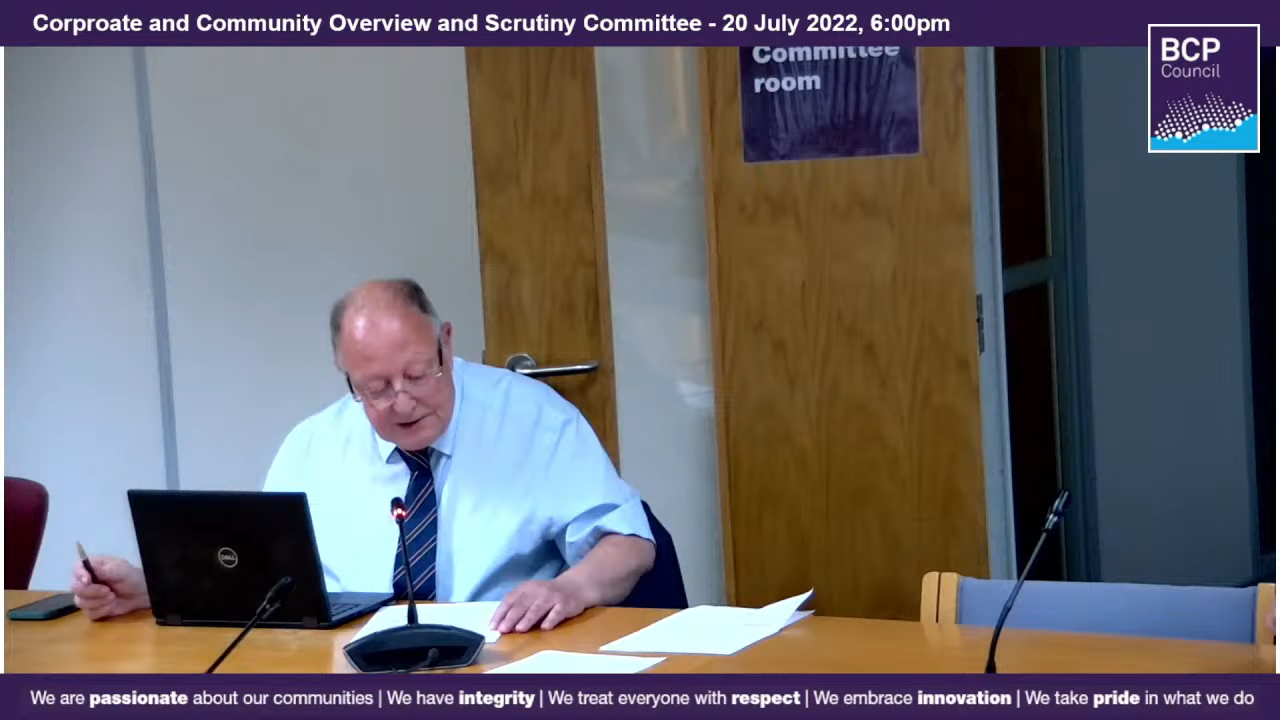 Corproate and Community Overview and Scrutiny Committee - 20 July 2022, 6:00pm
BCP
Council
Committee
room
DELL
We are passionate about our communities | We have integrity | We treat everyone with respect | We embrace innovation | We take pride in what we do